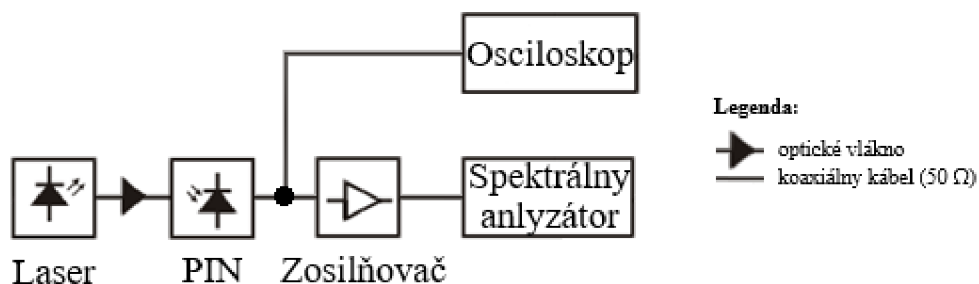 Osciloskop
Legenda:
optické vlákno
koaxiálny kábel (50 Ω)
Spektrálny
anlyzátor
Laser
PIN
Zosilňovač